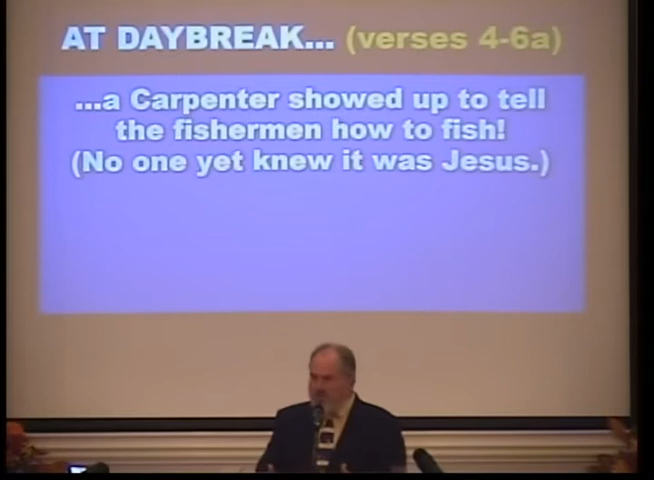 AT DAYBREAK... (verses 4-6a)
...a Carpenter showed up to tell
the fishermen how to fish!
(No one yet knew it was Jesus.)